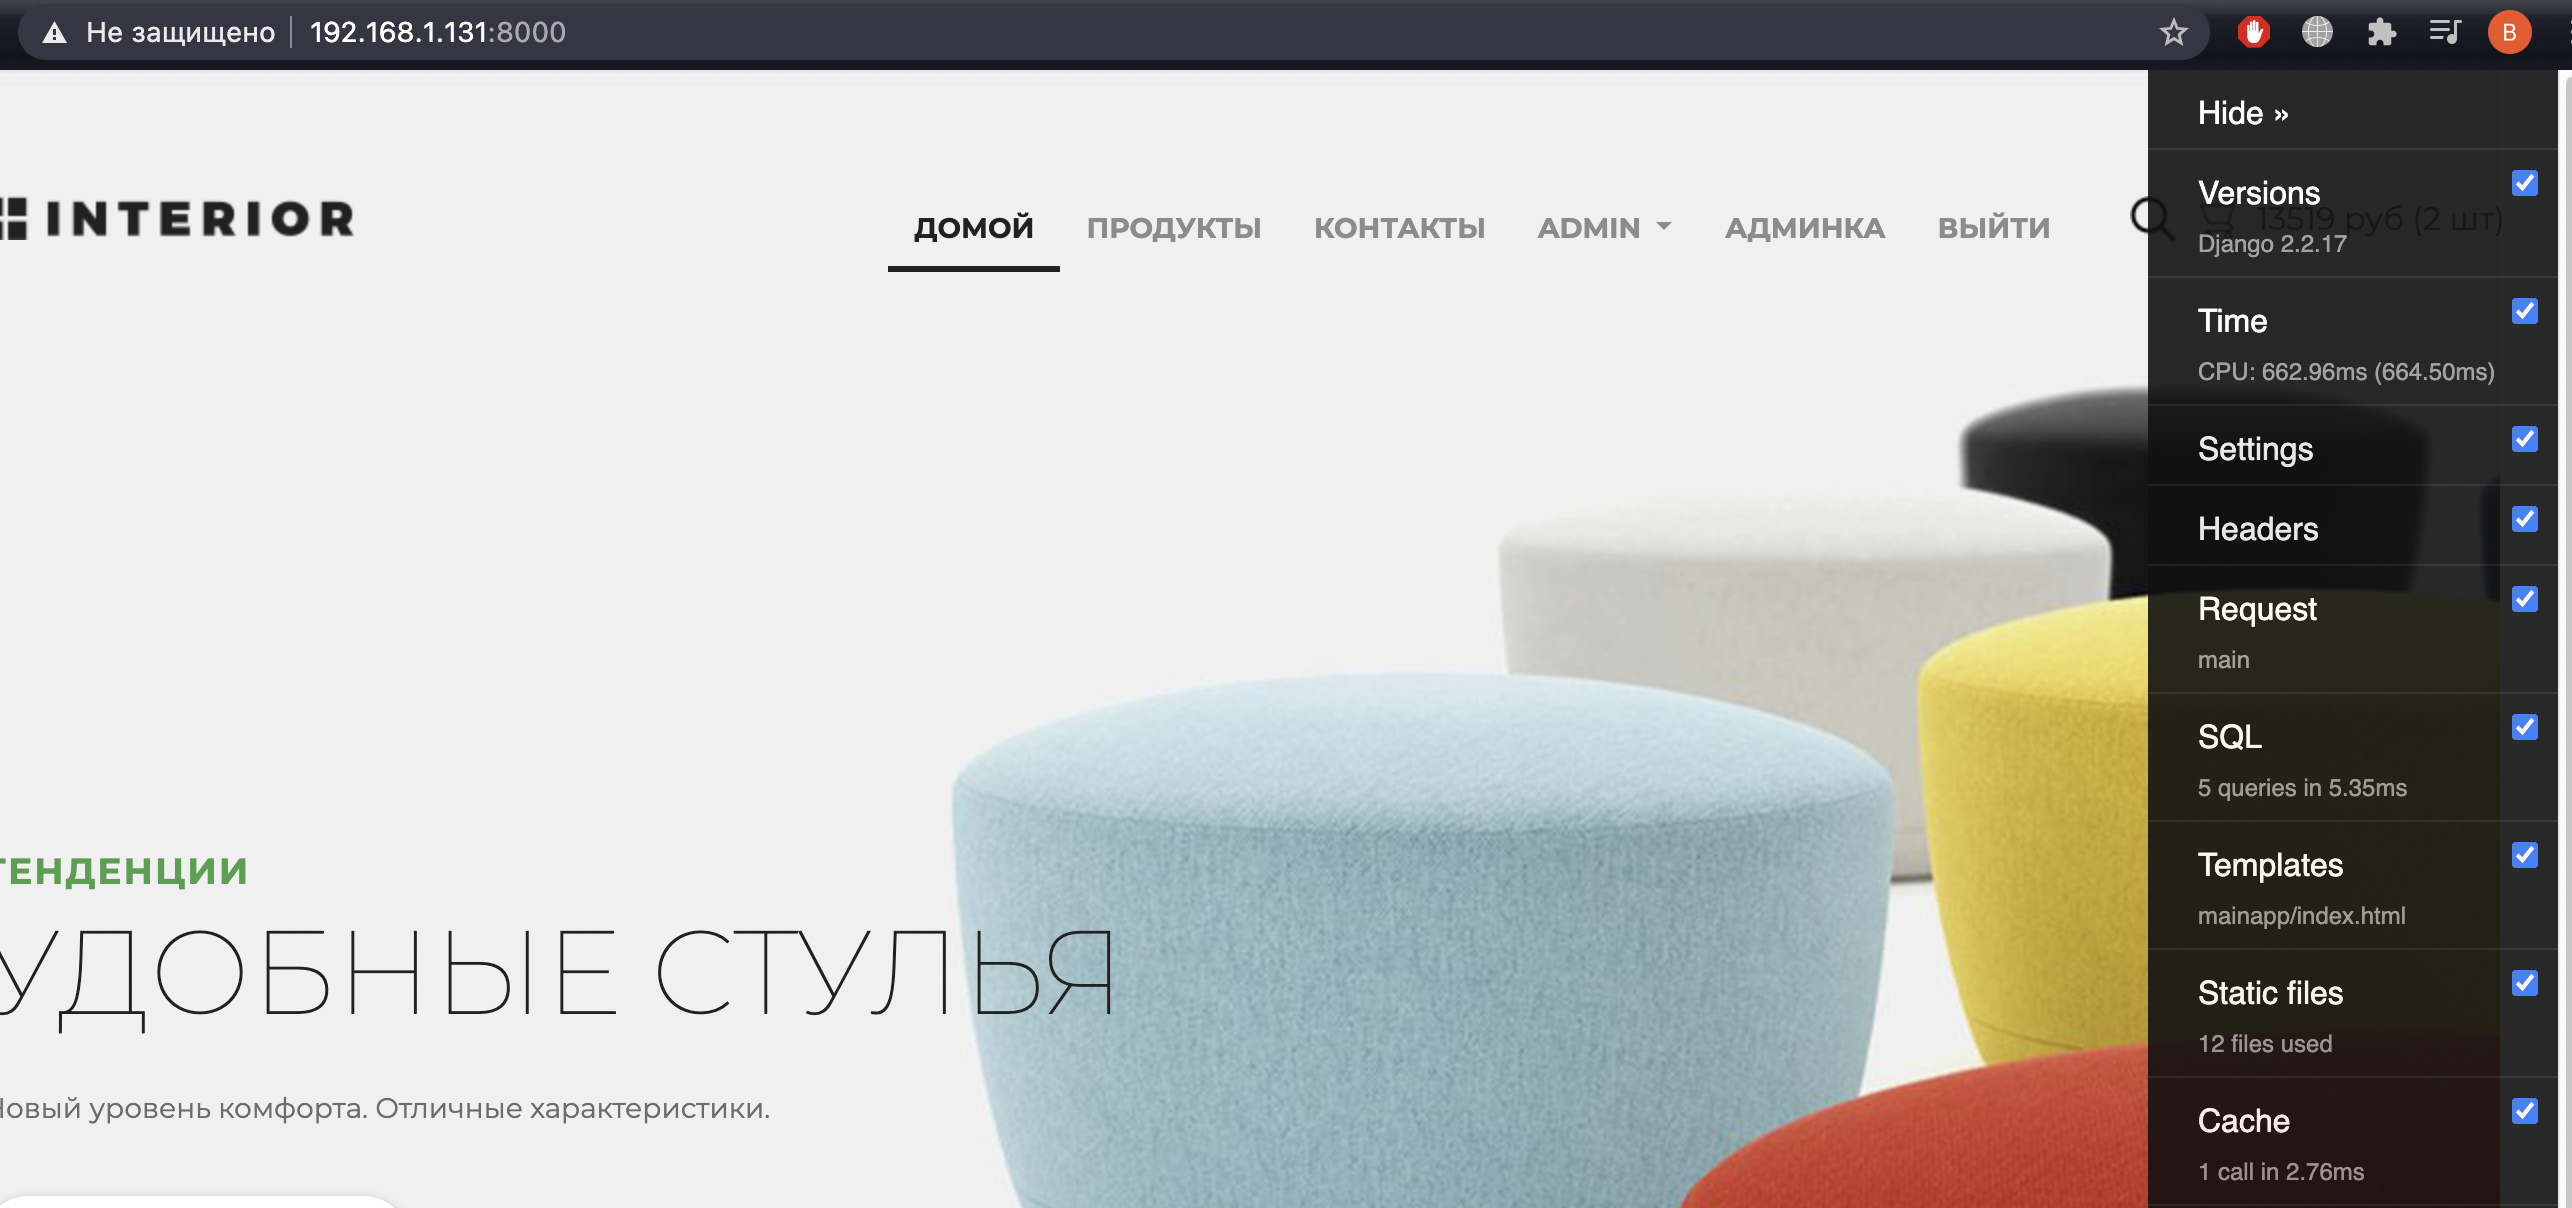 Не защищено 192.168.1.131:8000
B
INTERIOR
ДОМОЙ ПРОДУКТЫ КОНТАКТЫ ADMIN АДМИНКА ВЫЙТИ
13519 руб (2 шт)
ТЕНДЕНЦИИ
УДОБНЫЕ СТУЛЬЯ
Новый уровень комфорта. Отличные характеристики.
Hide »
Versions
Django 2.2.17
Time
CPU: 662.96ms (664.50ms)
Settings
Headers
Request
main
SQL
5 queries in 5.35ms
Templates
mainapp/index.html
Static files
12 files used
Cache
1 call in 2.76ms